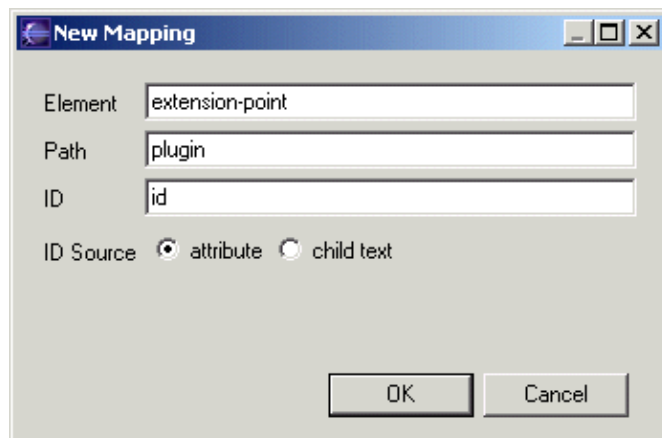 New Mapping
Element extension-point
Path plugin
ID id
ID Source attribute child text
OK Cancel